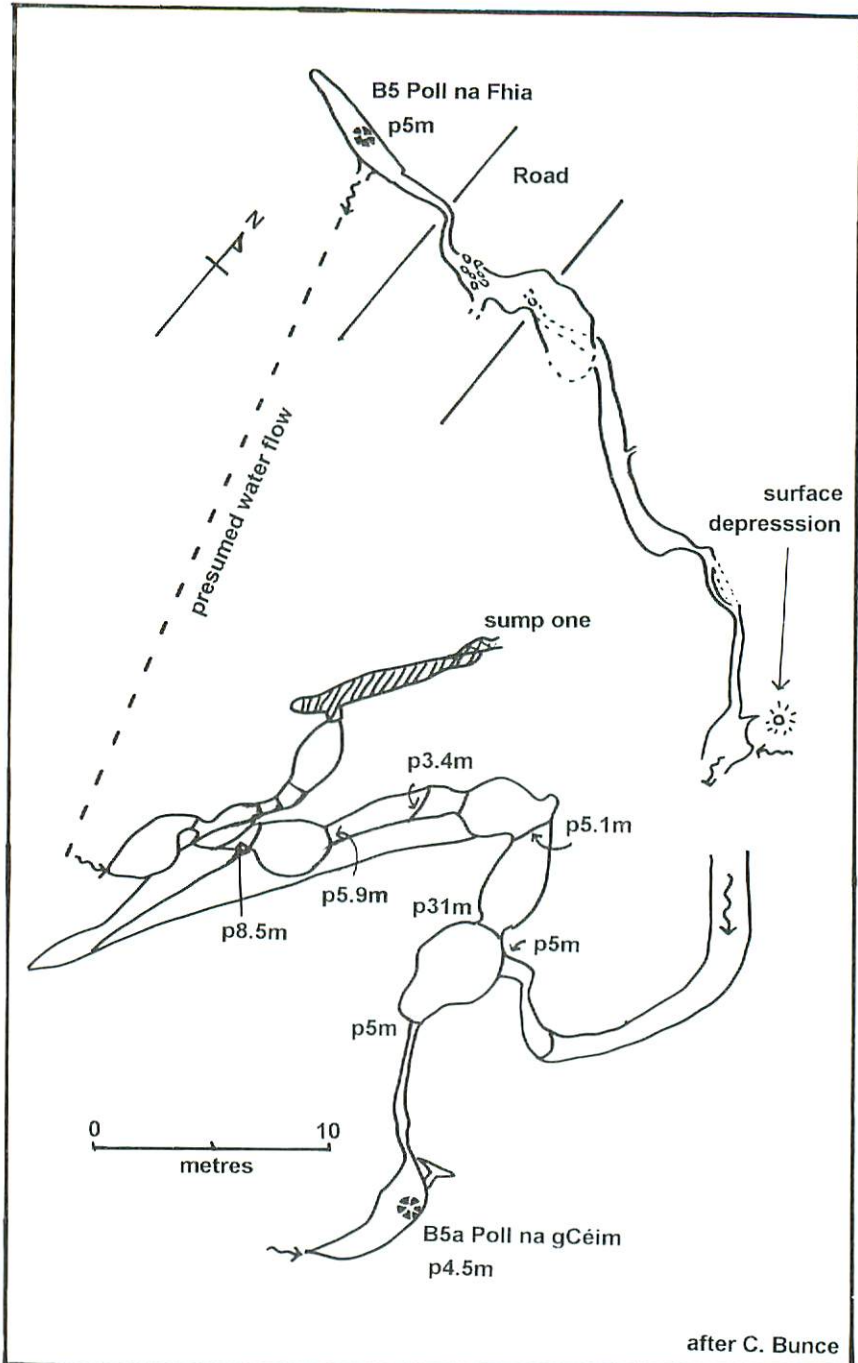 B5 Poll na Fhia
p5m
Road
N
presumed water flow
surface
depresssion
sump one
p3.4m
p5.1m
p5.9m
p8.5m
p31m
p5m
p5m
0 10
metres
B5a Poll na gCéim
p4.5m
after C. Bunce